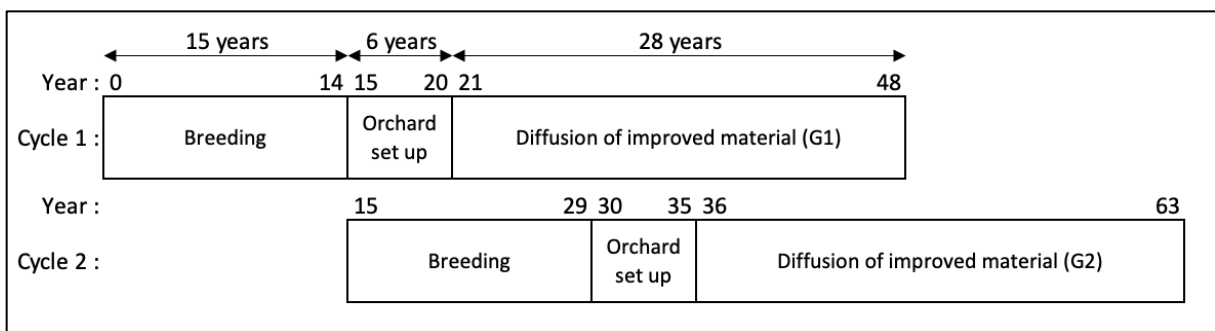 15 years 6 years 28 years
Year : 0 14 15 20 21 48
Cycle 1 : Breeding Orchard set up Diffusion of improved material (G1)
Year : 15 29 30 35 36 63
Cycle 2 : Breeding Orchard set up Diffusion of improved material (G2)